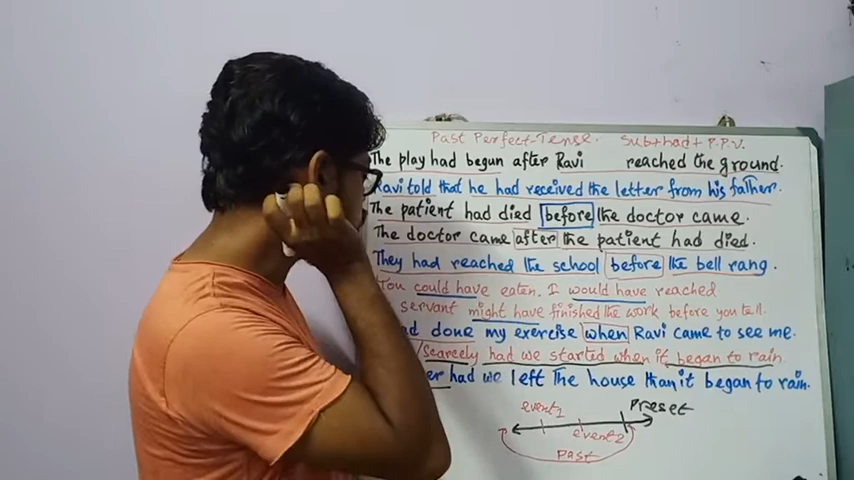 Past Perfect-Tense Sub+had+ P.P.V.
The play had begun after Ravi reached the ground.
Ravi told that he had received the letter from his father
The patient had died before the doctor came.
The doctor came after the patient had died.
They had reached the school before the bell rang
You could have eaten. I would have reached
servant might have finished the work before you tell.
had done my exercise when Ravi came to see me.
Scarcely had we started when it began to rain.
had we left the house than it began to rain.
event1 Preset
event2
Past